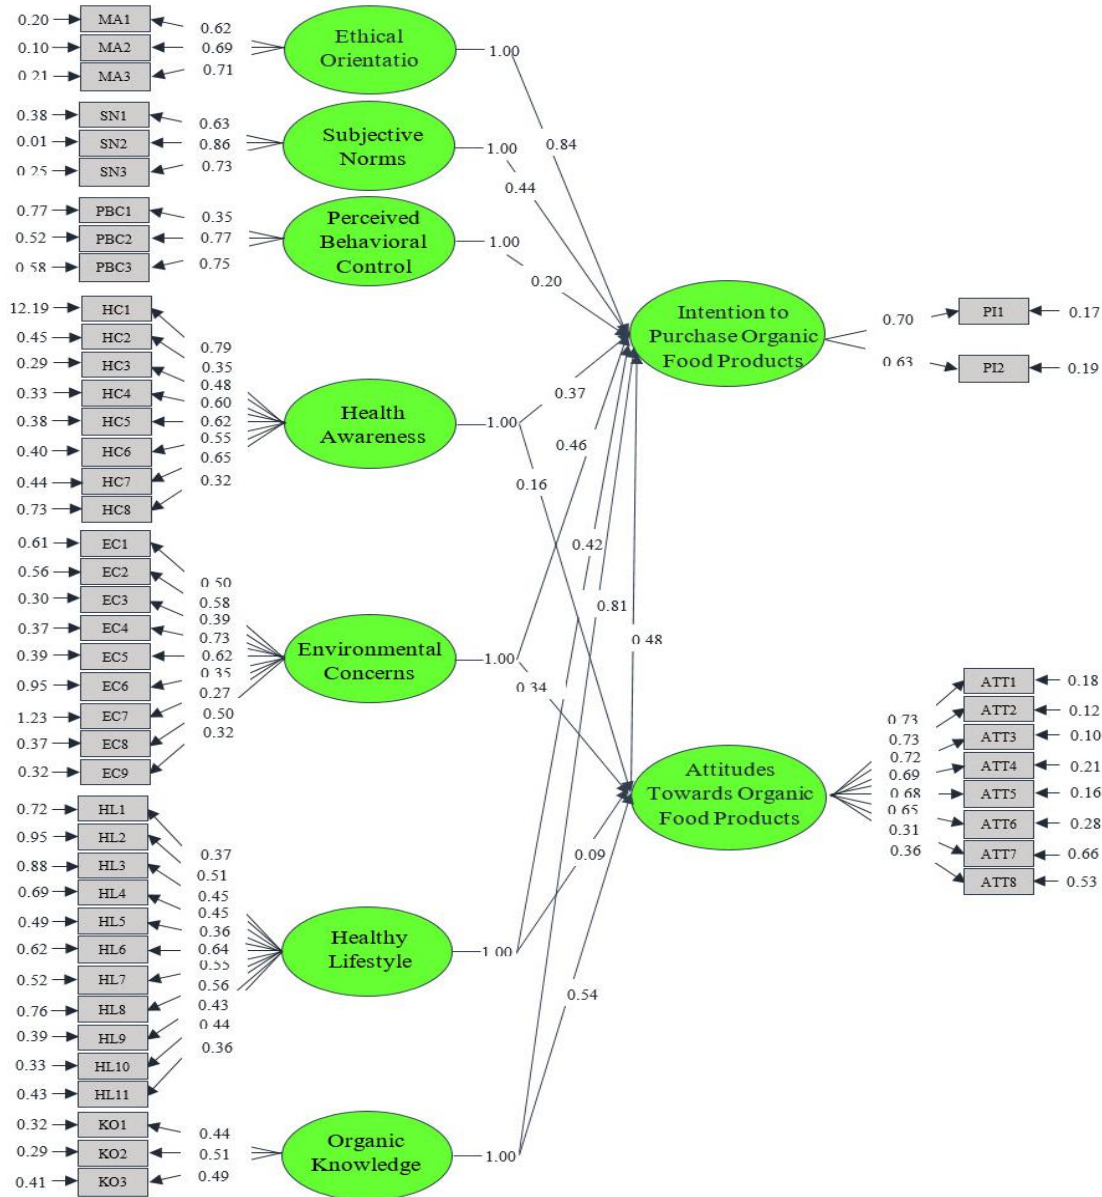 0.20 MA1 0.62
0.10 MA2 0.69
0.21 MA3 0.71
Ethical
Orientatio
1.00
0.38 SN1 0.63
0.01 SN2 0.86
0.25 SN3 0.73
Subjective
Norms
1.00
0.84
0.44
0.77 PBC1 0.35
0.52 PBC2 0.77
0.58 PBC3 0.75
Perceived
Behavioral
Control
1.00
0.20
12.19 HC1 0.79
0.45 HC2 0.35
0.29 HC3 0.48
0.33 HC4 0.60
0.38 HC5 0.62
0.40 HC6 0.55
0.44 HC7 0.65
0.73 HC8 0.32
Health
Awareness
1.00
0.37
0.46
0.16
Intention to
Purchase Organic
Food Products
0.70 PI1 0.17
0.63 PI2 0.19
0.61 EC1 0.50
0.56 EC2 0.58
0.30 EC3 0.39
0.37 EC4 0.73
0.39 EC5 0.62
0.95 EC6 0.35
1.23 EC7 0.27
0.37 EC8 0.50
0.32 EC9 0.32
Environmental
Concerns
1.00
0.34
0.42
0.81
0.48
0.73 ATT1 0.18
0.73 ATT2 0.12
0.72 ATT3 0.10
0.69 ATT4 0.21
0.68 ATT5 0.16
0.65 ATT6 0.28
0.31 ATT7 0.66
0.36 ATT8 0.53
Attitudes
Towards Organic
Food Products
0.72 HL1 0.37
0.95 HL2 0.51
0.88 HL3 0.45
0.69 HL4 0.45
0.49 HL5 0.36
0.62 HL6 0.64
0.52 HL7 0.55
0.76 HL8 0.56
0.39 HL9 0.43
0.33 HL10 0.44
0.43 HL11 0.36
Healthy
Lifestyle
1.00
0.09
0.54
0.32 KO1 0.44
0.29 KO2 0.51
0.41 KO3 0.49
Organic
Knowledge
1.00